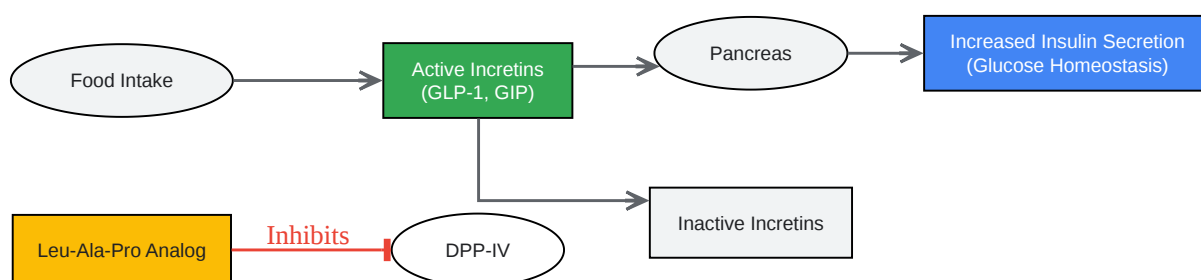 Food Intake
Active Incretins
(GLP-1, GIP)
Pancreas
Increased Insulin Secretion
(Glucose Homeostasis)
Inactive Incretins
Leu-Ala-Pro Analog
Inhibits
DPP-IV